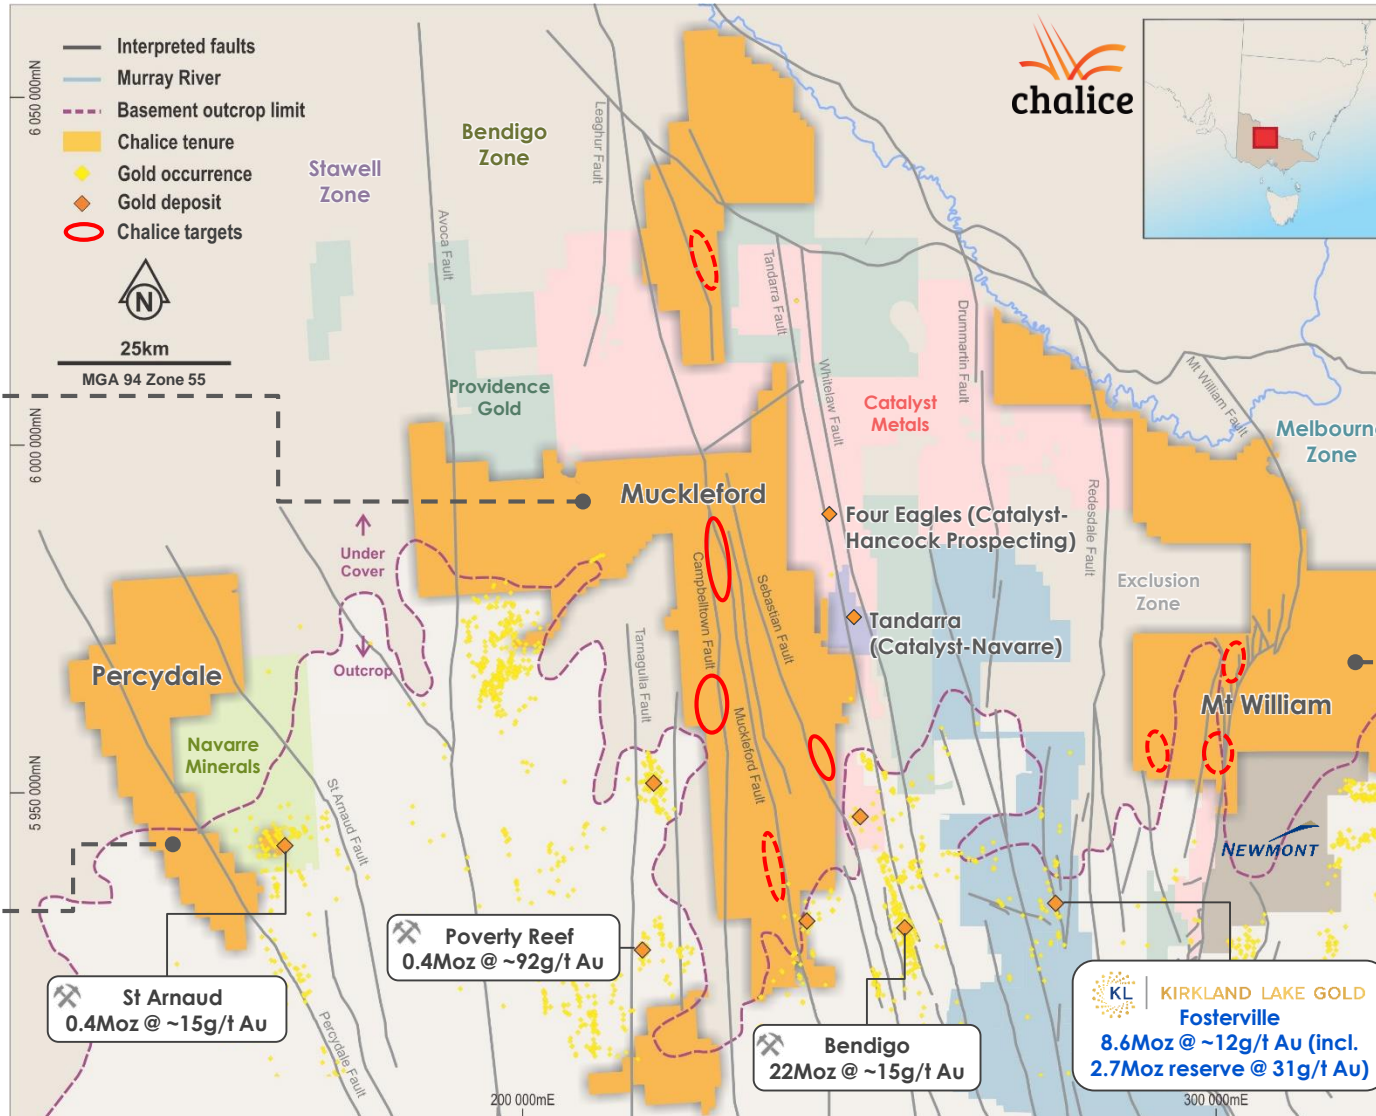 Interpreted faults
Murray River
Basement outcrop limit
Chalice tenure
Gold occurrence
Gold deposit
Chalice targets
N
25km
MGA 94 Zone 55
6 050 000mN
6 000 000mN
5 950 000mN
200 000mE
300 000mE
chalice
Stawell
Zone
Bendigo
Zone
Melbourne
Zone
Leaghur Fault
Avoca Fault
Tandarra Fault
Whitelaw Fault
Drummartin Fault
Mt William Fault
Redesdale Fault
Providence
Gold
Catalyst
Metals
Muckleford
Four Eagles (Catalyst-
Hancock Prospecting)
Under
Cover
Outcrop
Campbelltown Fault
Sebastian Fault
Tarnagulla Fault
Muckleford Fault
Tandarra
(Catalyst-Navarre)
Exclusion
Zone
Percydale
Mt William
Navarre
Minerals
St Arnaud Fault
Percydale Fault
NEWMONT
St Arnaud
0.4Moz @ ~15g/t Au
Poverty Reef
0.4Moz @ ~92g/t Au
Bendigo
22Moz @ ~15g/t Au
KL
KIRKLAND LAKE GOLD
Fosterville
8.6Moz @ ~12g/t Au (incl.
2.7Moz reserve @ 31g/t Au)